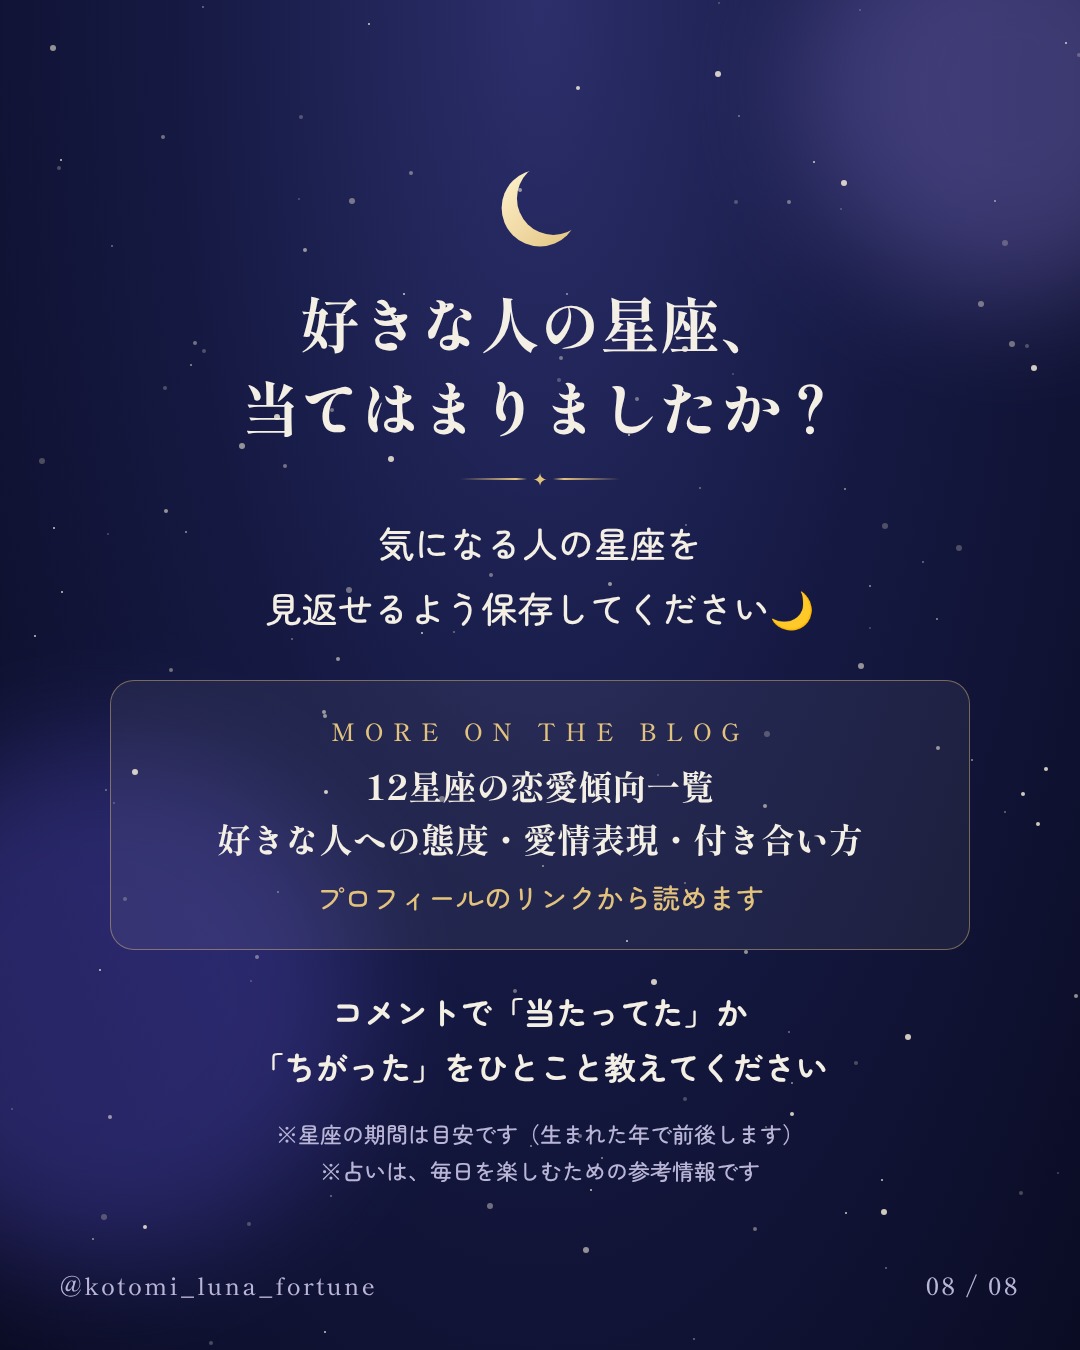 好きな人の星座、
当てはまりましたか？
気になる人の星座を
見返せるよう保存してください🌙
MORE ON THE BLOG
12星座の恋愛傾向一覧
好きな人への態度・愛情表現・付き合い方
プロフィールのリンクから読めます
コメントで「当たってた」か
「ちがった」をひとこと教えてください
※星座の期間は目安です（生まれた年で前後します）
※占いは、毎日を楽しむための参考情報です
@kotomi_luna_fortune
08 / 08